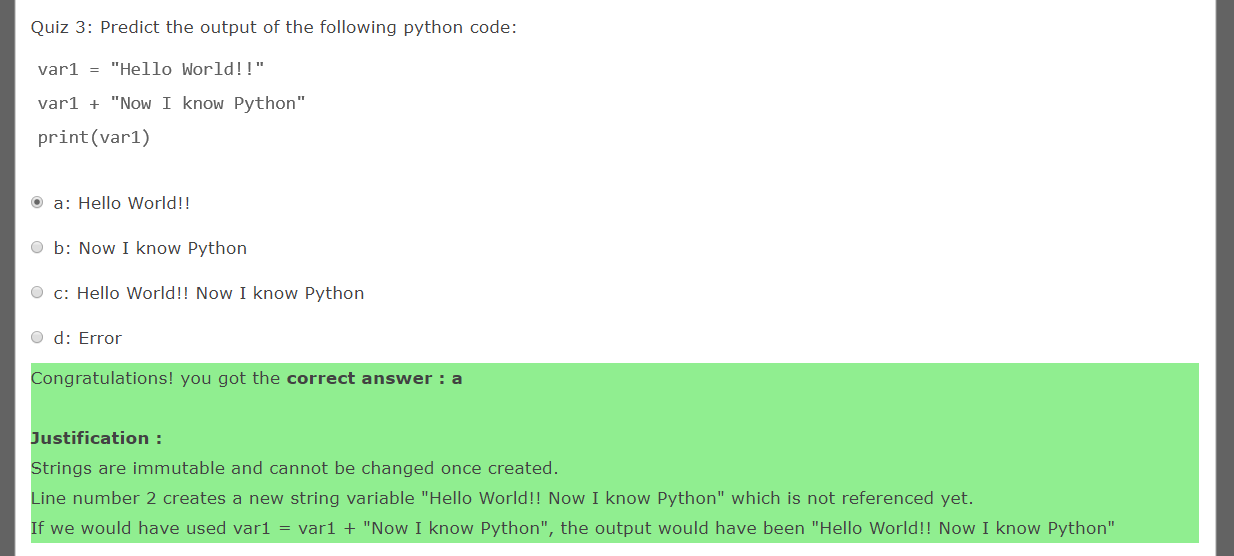 Quiz 3: Predict the output of the following python code:
var1 = "Hello World!!"
var1 + "Now I know Python"
print(var1)
a: Hello World!!
b: Now I know Python
c: Hello World!! Now I know Python
d: Error
Congratulations! you got the correct answer : a
Justification :
Strings are immutable and cannot be changed once created.
Line number 2 creates a new string variable "Hello World!! Now I know Python" which is not referenced yet.
If we would have used var1 = var1 + "Now I know Python", the output would have been "Hello World!! Now I know Python"